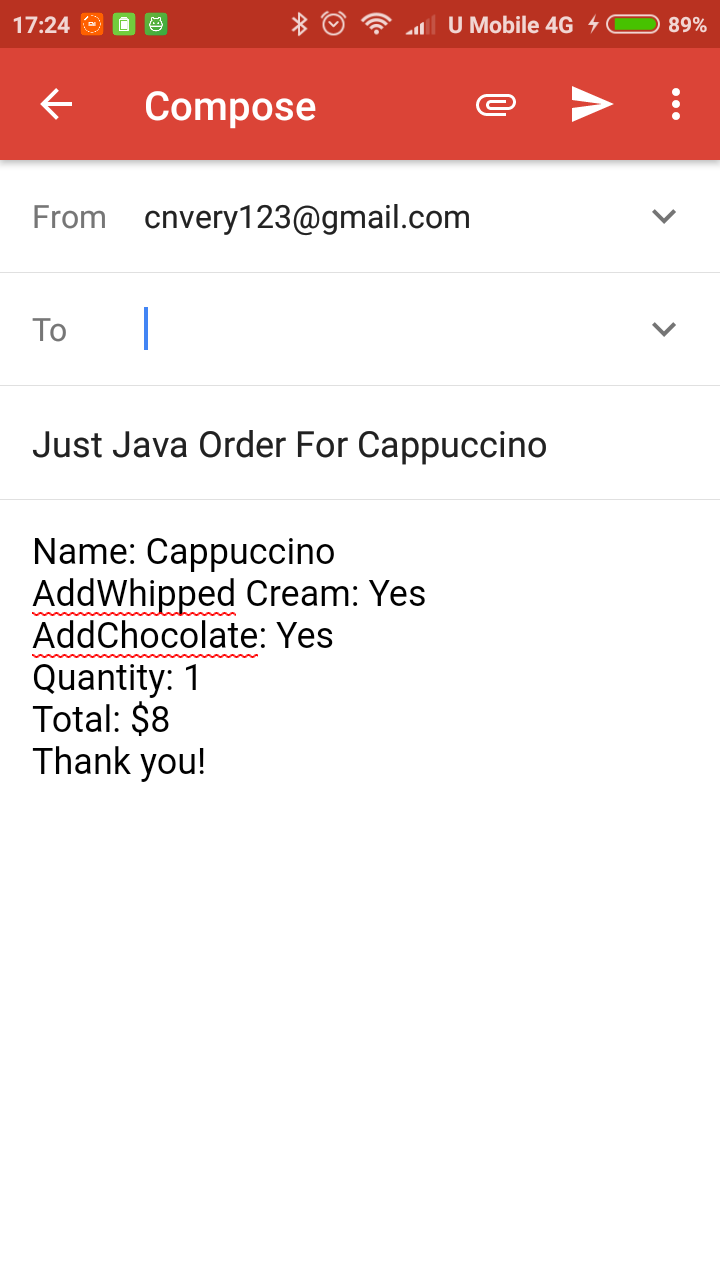 17:24 U Mobile 4G 89%
Compose
From cnvery123@gmail.com
To
Just Java Order For Cappuccino
Name: Cappuccino
AddWhipped Cream: Yes
AddChocolate: Yes
Quantity: 1
Total: $8
Thank you!